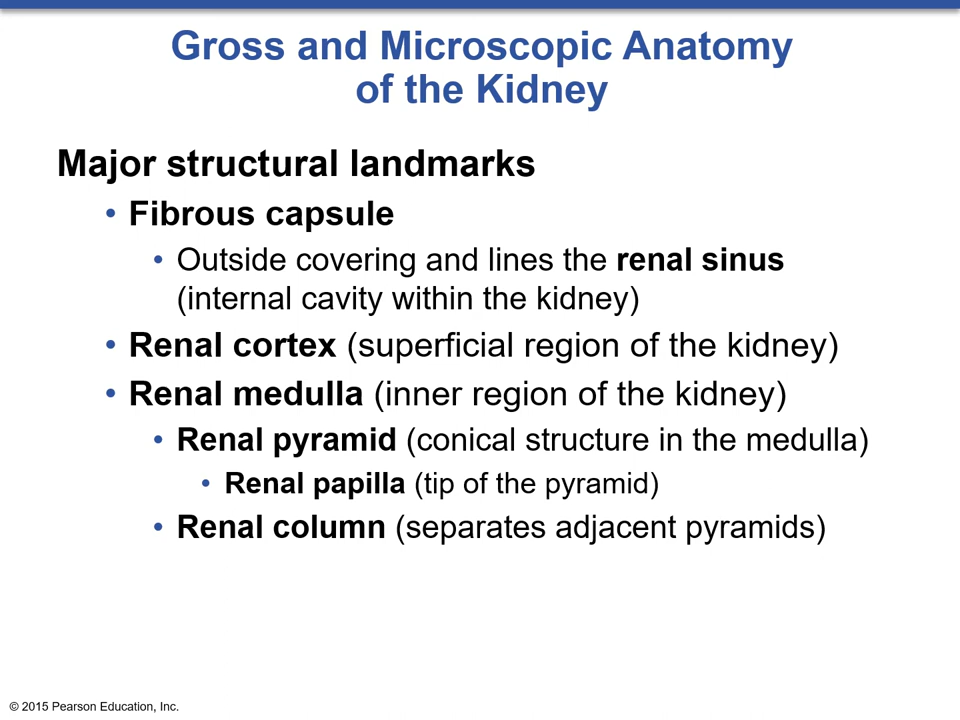 Gross and Microscopic Anatomy
of the Kidney
Major structural landmarks
• Fibrous capsule
• Outside covering and lines the renal sinus
(internal cavity within the kidney)
• Renal cortex (superficial region of the kidney)
• Renal medulla (inner region of the kidney)
• Renal pyramid (conical structure in the medulla)
• Renal papilla (tip of the pyramid)
• Renal column (separates adjacent pyramids)
© 2015 Pearson Education, Inc.